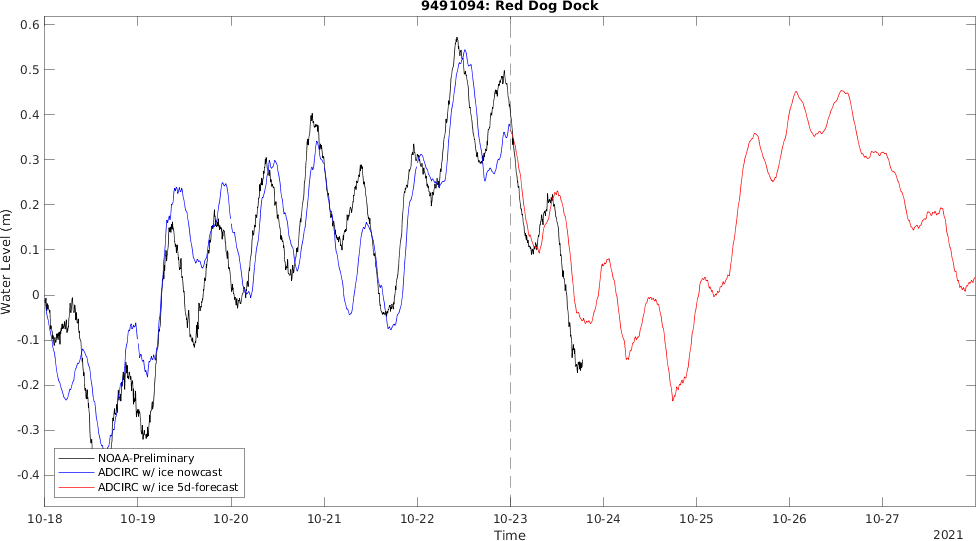 9491094: Red Dog Dock
Water Level (m)
0.6
0.5
0.4
0.3
0.2
0.1
0
-0.1
-0.2
-0.3
-0.4
NOAA-Preliminary
ADCIRC w/ ice nowcast
ADCIRC w/ ice 5d-forecast
10-18 10-19 10-20 10-21 10-22 10-23 10-24 10-25 10-26 10-27
Time
2021